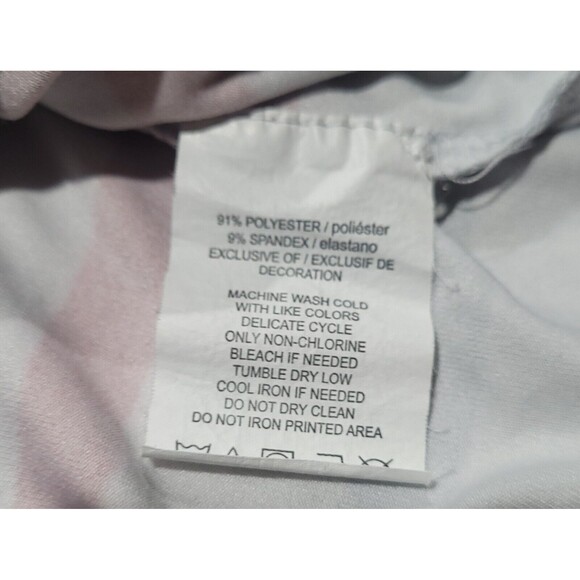 91% POLYESTER / poliéster
9% SPANDEX / elastano
EXCLUSIVE OF / EXCLUSIF DE
DECORATION
MACHINE WASH COLD
WITH LIKE COLORS
DELICATE CYCLE
ONLY NON-CHLORINE
BLEACH IF NEEDED
TUMBLE DRY LOW
COOL IRON IF NEEDED
DO NOT DRY CLEAN
DO NOT IRON PRINTED AREA